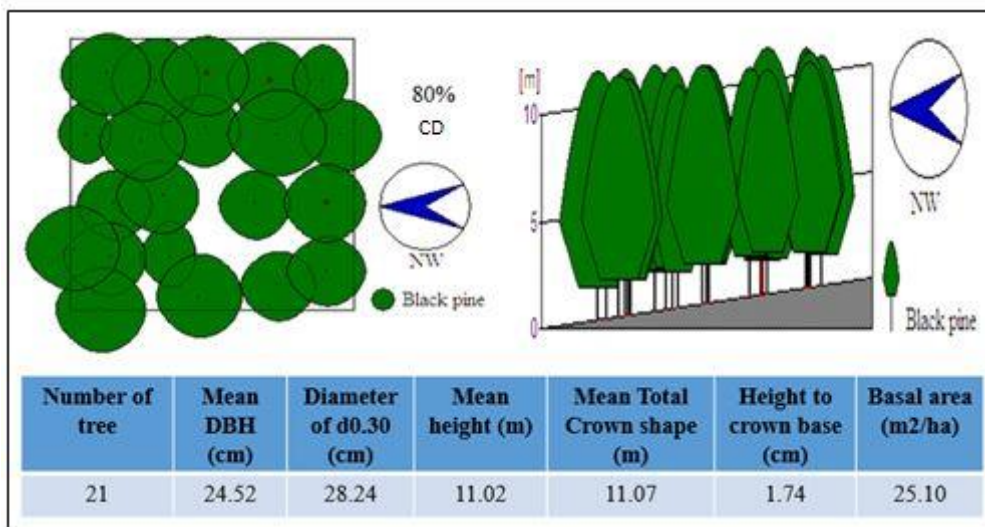 80%
CD
NW
Black pine
[m]
10
5
0
NW
Black pine
Number of tree
Mean DBH (cm)
Diameter of d0.30 (cm)
Mean height (m)
Mean Total Crown shape (m)
Height to crown base (cm)
Basal area (m2/ha)
21
24.52
28.24
11.02
11.07
1.74
25.10